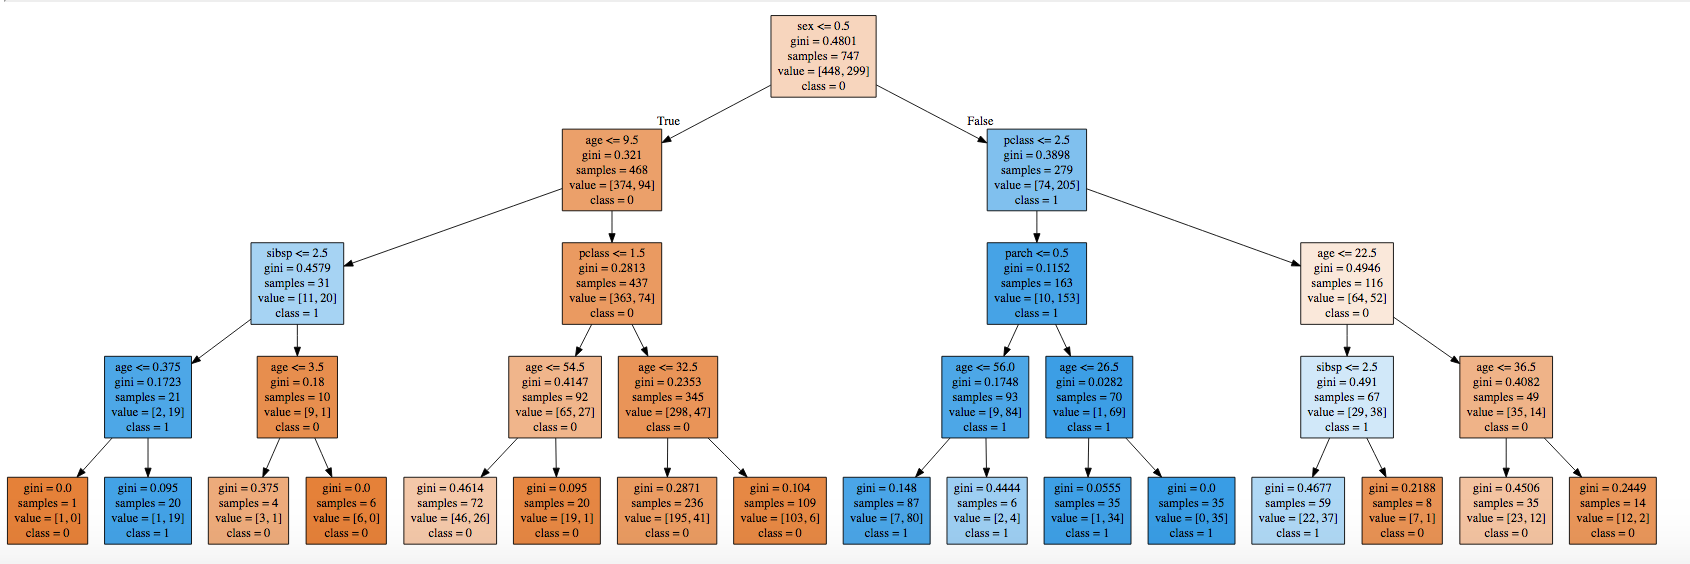 sex <= 0.5
gini = 0.4801
samples = 747
value = [448, 299]
class = 0
True
False
age <= 9.5
gini = 0.321
samples = 468
value = [374, 94]
class = 0
pclass <= 2.5
gini = 0.3898
samples = 279
value = [74, 205]
class = 1
sibsp <= 2.5
gini = 0.4579
samples = 31
value = [11, 20]
class = 1
pclass <= 1.5
gini = 0.2813
samples = 437
value = [363, 74]
class = 0
parch <= 0.5
gini = 0.1152
samples = 163
value = [10, 153]
class = 1
age <= 22.5
gini = 0.4946
samples = 116
value = [64, 52]
class = 0
age <= 0.375
gini = 0.1723
samples = 21
value = [2, 19]
class = 1
age <= 3.5
gini = 0.18
samples = 10
value = [9, 1]
class = 0
age <= 54.5
gini = 0.4147
samples = 92
value = [65, 27]
class = 0
age <= 32.5
gini = 0.2353
samples = 345
value = [298, 47]
class = 0
age <= 56.0
gini = 0.1748
samples = 93
value = [9, 84]
class = 1
age <= 26.5
gini = 0.0282
samples = 70
value = [1, 69]
class = 1
sibsp <= 2.5
gini = 0.491
samples = 67
value = [29, 38]
class = 1
age <= 36.5
gini = 0.4082
samples = 49
value = [35, 14]
class = 0
gini = 0.0
samples = 1
value = [1, 0]
class = 0
gini = 0.095
samples = 20
value = [1, 19]
class = 1
gini = 0.375
samples = 4
value = [3, 1]
class = 0
gini = 0.0
samples = 6
value = [6, 0]
class = 0
gini = 0.4614
samples = 72
value = [46, 26]
class = 0
gini = 0.095
samples = 20
value = [19, 1]
class = 0
gini = 0.2871
samples = 236
value = [195, 41]
class = 0
gini = 0.104
samples = 109
value = [103, 6]
class = 0
gini = 0.148
samples = 87
value = [7, 80]
class = 1
gini = 0.4444
samples = 6
value = [2, 4]
class = 1
gini = 0.0555
samples = 35
value = [1, 34]
class = 1
gini = 0.0
samples = 35
value = [0, 35]
class = 1
gini = 0.4677
samples = 59
value = [22, 37]
class = 1
gini = 0.2188
samples = 8
value = [7, 1]
class = 0
gini = 0.4506
samples = 35
value = [23, 12]
class = 0
gini = 0.2449
samples = 14
value = [12, 2]
class = 0